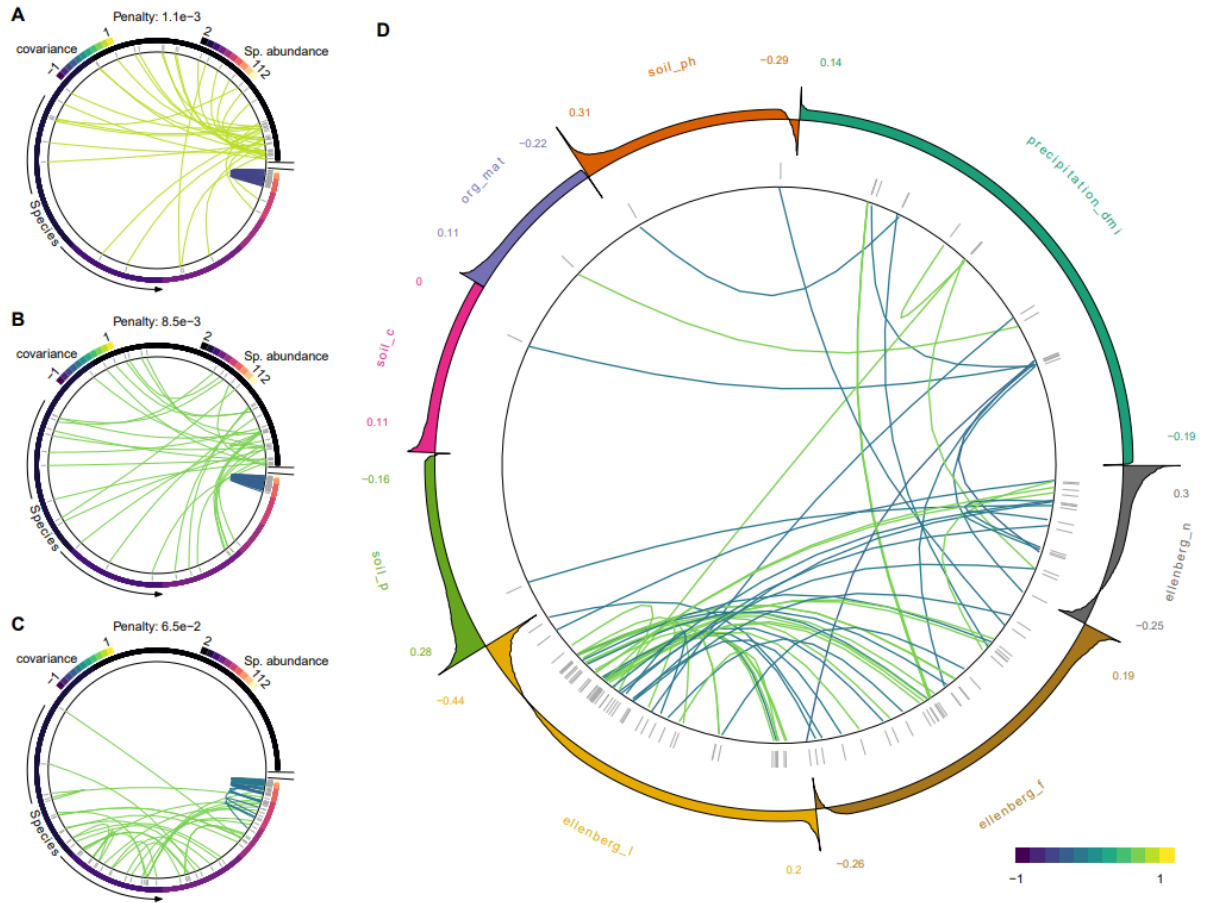 A
Penalty: 1.1e−3
covariance
−1
1
2
112
Sp. abundance
Species
B
Penalty: 8.5e−3
covariance
−1
1
2
112
Sp. abundance
Species
C
Penalty: 6.5e−2
covariance
−1
1
2
112
Sp. abundance
Species
D
soil_ph
−0.29
0.14
0.31
−0.22
org_mat
precipitation_dmi
0.11
0
soil_c
0.11
−0.19
−0.16
0.3
ellenberg_n
soil_p
−0.25
0.28
0.19
−0.44
ellenberg_f
ellenberg_l
0.2
−0.26
−1
1